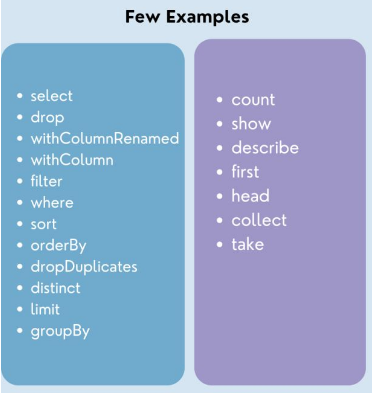 Few Examples
• select
• drop
• withColumnRenamed
• withColumn
• filter
• where
• sort
• orderBy
• dropDuplicates
• distinct
• limit
• groupBy
• count
• show
• describe
• first
• head
• collect
• take